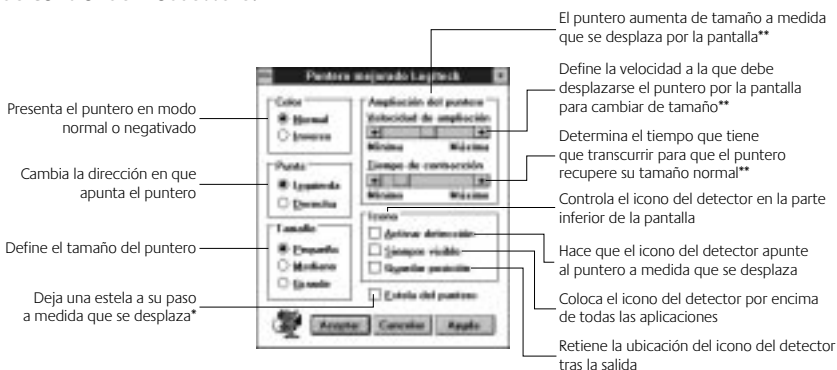 El puntero aumenta de tamaño a medida
que se desplaza por la pantalla**
Define la velocidad a la que debe
desplazarse el puntero por la pantalla
para cambiar de tamaño**
Determina el tiempo que tiene
que transcurrir para que el puntero
recupere su tamaño normal**
Controla el icono del detector en la parte
inferior de la pantalla
Hace que el icono del detector apunte
al puntero a medida que se desplaza
Coloca el icono del detector por encima
de todas las aplicaciones
Retiene la ubicación del icono del detector
tras la salida
Presenta el puntero en modo
normal o negativado
Cambia la dirección en que
apunta el puntero
Define el tamaño del puntero
Deja una estela a su paso
a medida que se desplaza*
Puntero mejorado Logitech
Color
Normal
Inverso
Punta
Izquierda
Derecha
Tamaño
Pequeño
Mediano
Grande
Ampliación del puntero
Velocidad de ampliación
Mínima Máxima
Tiempo de contracción
Mínimo Máximo
Icono
Activar detección
Siempre visible
Guardar posición
Estela del puntero
Aceptar Cancelar Ayuda